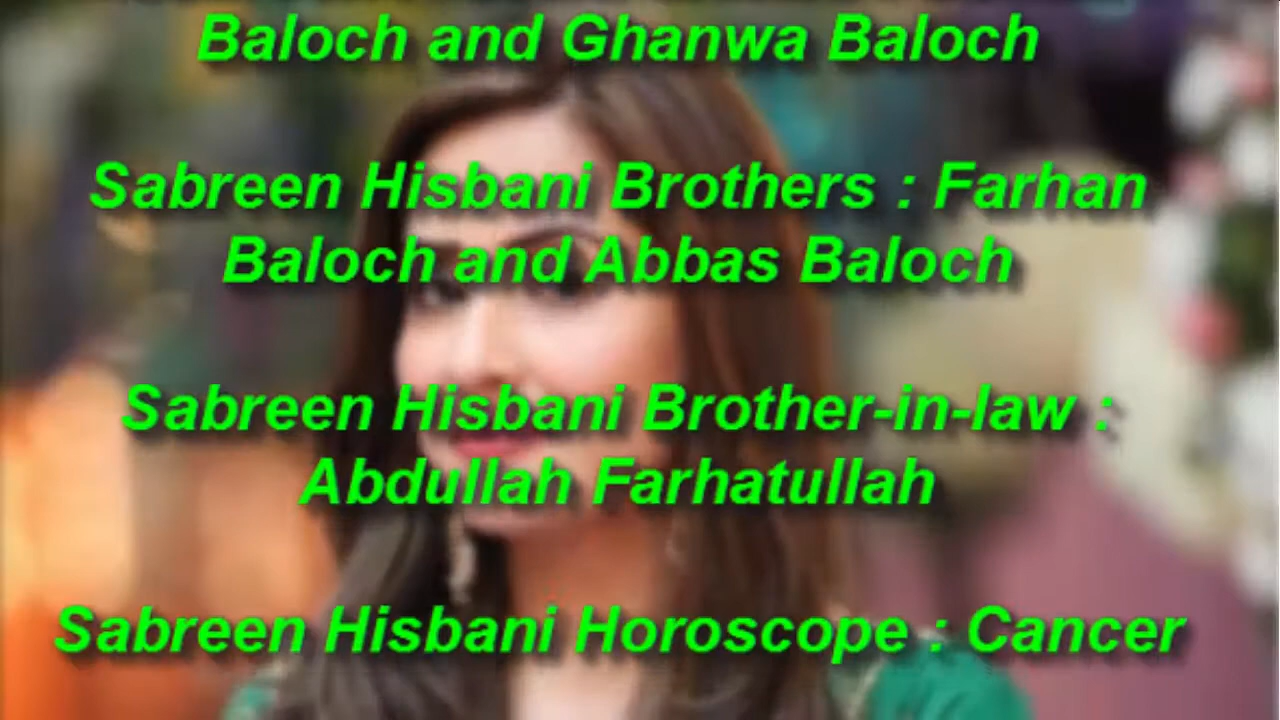 Baloch and Ghanwa Baloch
Sabreen Hisbani Brothers : Farhan
Baloch and Abbas Baloch
Sabreen Hisbani Brother-in-law :
Abdullah Farhatullah
Sabreen Hisbani Horoscope : Cancer